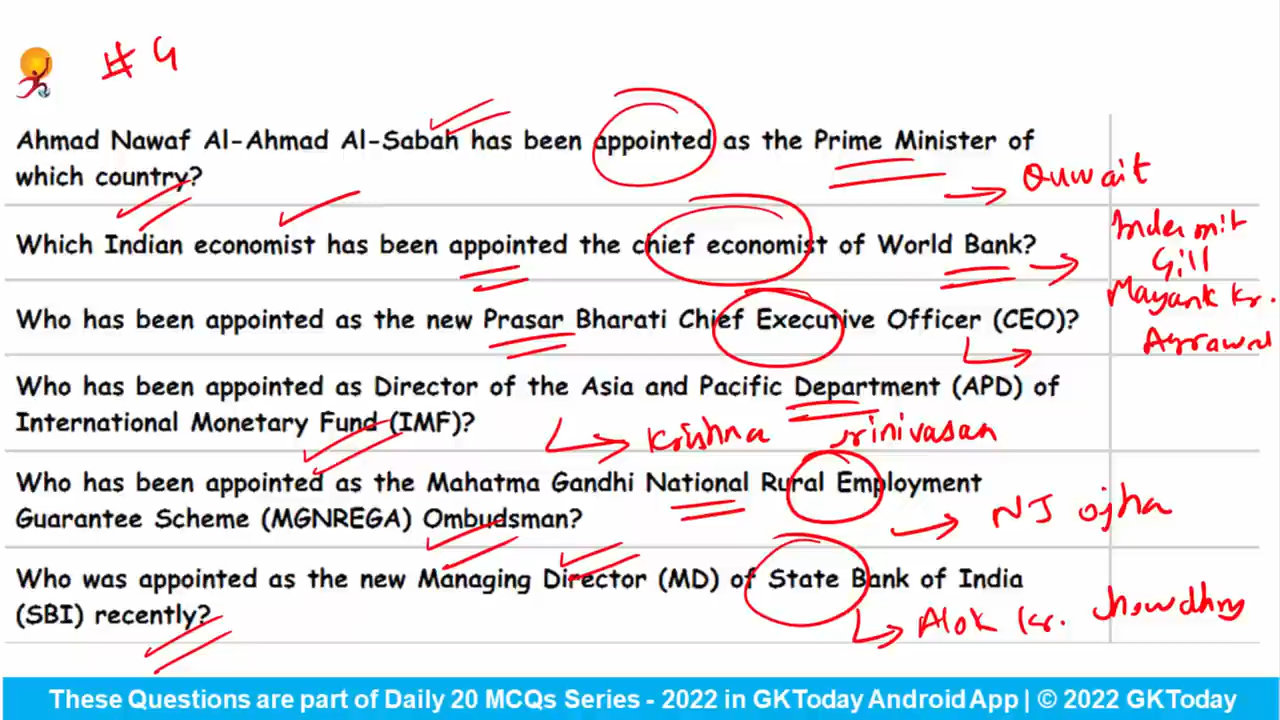 #4
Ahmad Nawaf Al-Ahmad Al-Sabah has been appointed as the Prime Minister of
which country?
Quwait
Which Indian economist has been appointed the chief economist of World Bank?
Indermit
Gill
Who has been appointed as the new Prasar Bharati Chief Executive Officer (CEO)?
Mayank Kr.
Agrawal
Who has been appointed as Director of the Asia and Pacific Department (APD) of
International Monetary Fund (IMF)?
Krishna Srinivasan
Who has been appointed as the Mahatma Gandhi National Rural Employment
Guarantee Scheme (MGNREGA) Ombudsman?
NJ ojha
Who was appointed as the new Managing Director (MD) of State Bank of India
(SBI) recently?
Alok Kr. Chowdhry
These Questions are part of Daily 20 MCQs Series - 2022 in GKToday Android App | © 2022 GKToday